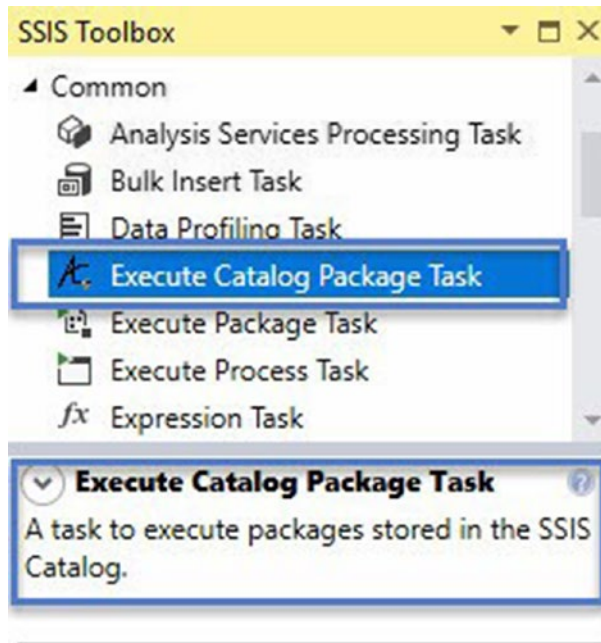 SSIS Toolbox
Common
Analysis Services Processing Task
Bulk Insert Task
Data Profiling Task
Execute Catalog Package Task
Execute Package Task
Execute Process Task
fx Expression Task
Execute Catalog Package Task
A task to execute packages stored in the SSIS
Catalog.